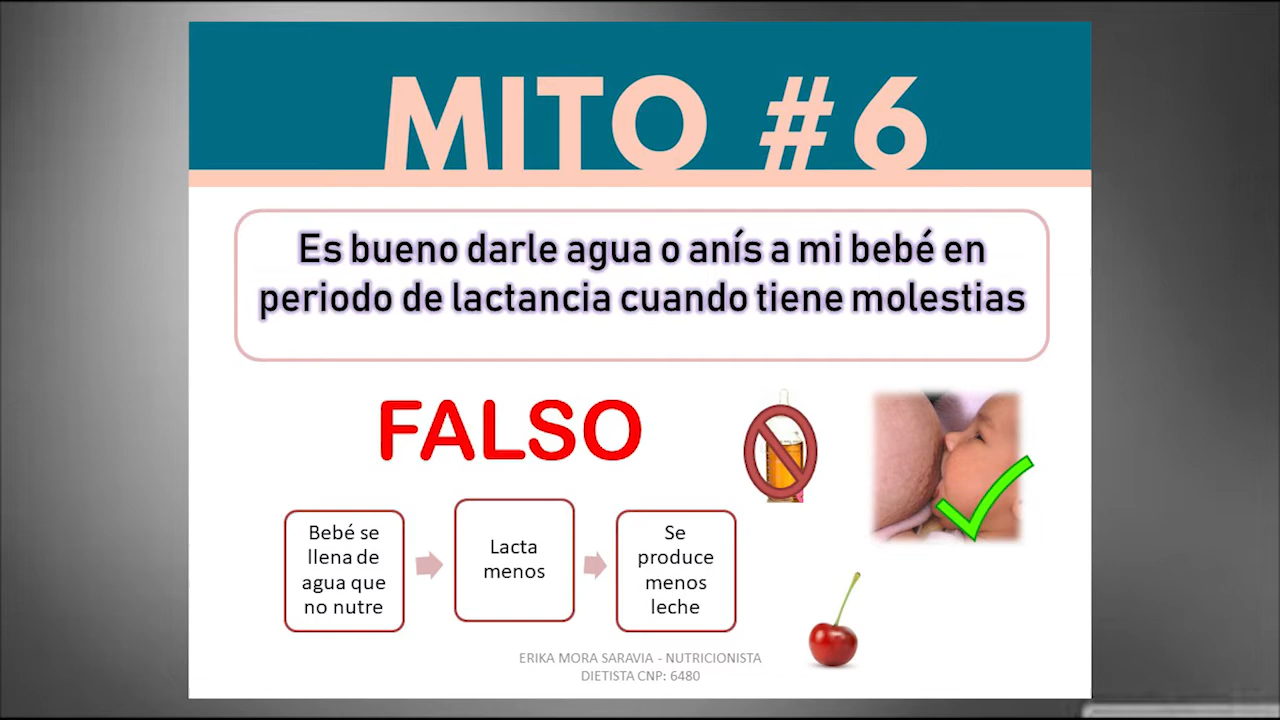 MITO #6
Es bueno darle agua o anís a mi bebé en
periodo de lactancia cuando tiene molestias
FALSO
Bebé se
llena de
agua que
no nutre
Lacta
menos
Se
produce
menos
leche
ERIKA MORA SARAVIA - NUTRICIONISTA
DIETISTA CNP: 6480